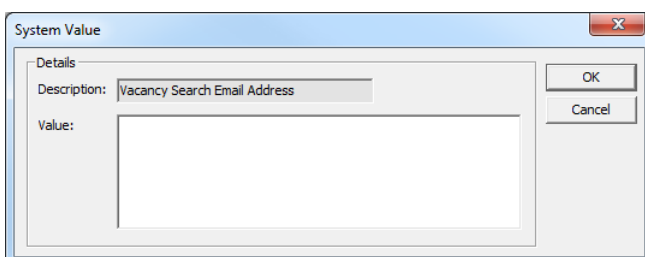 System Value
Details
Description: Vacancy Search Email Address
Value:
OK
Cancel